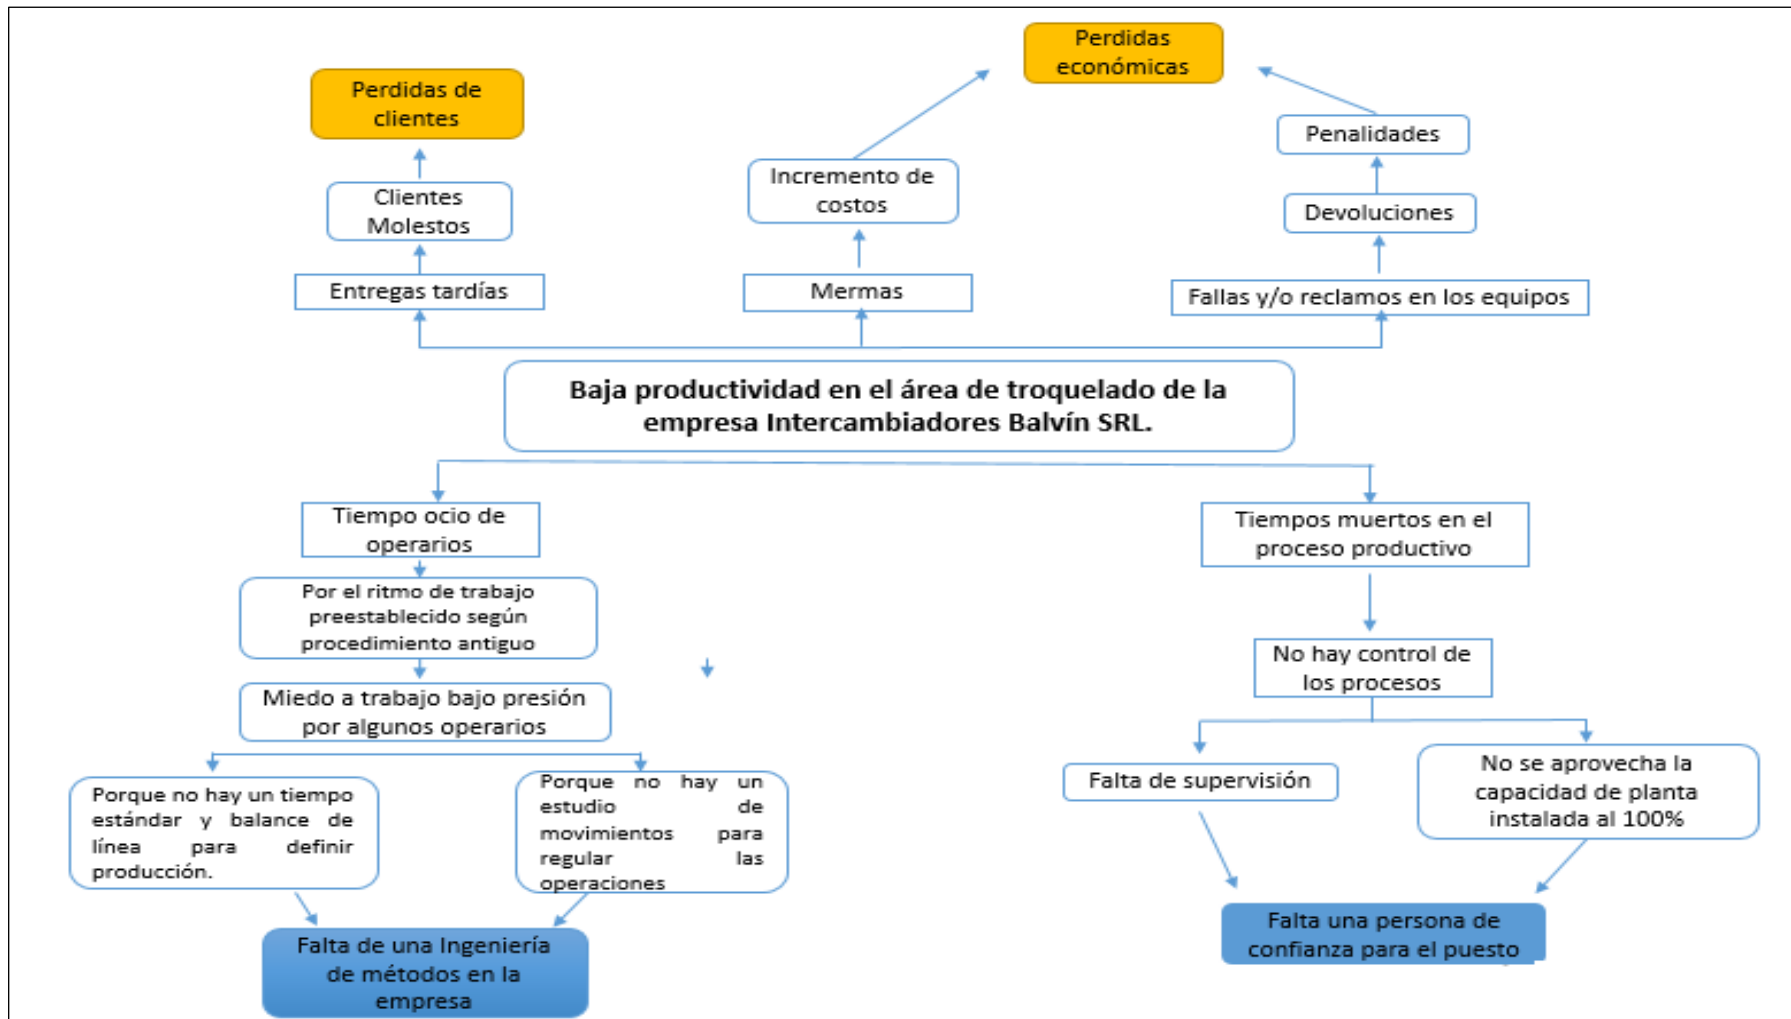 Perdidas
económicas
Perdidas de
clientes
Penalidades
Incremento de
costos
Clientes
Molestos
Devoluciones
Entregas tardías
Mermas
Fallas y/o reclamos en los equipos
Baja productividad en el área de troquelado de la
empresa Intercambiadores Balvín SRL.
Tiempo ocio de
operarios
Tiempos muertos en el
proceso productivo
Por el ritmo de trabajo
preestablecido según
procedimiento antiguo
No hay control de
los procesos
Miedo a trabajo bajo presión
por algunos operarios
Porque no hay un tiempo
estándar y balance de
línea para definir
producción.
Porque no hay un
estudio de
movimientos para
regular las
operaciones
Falta de supervisión
No se aprovecha la
capacidad de planta
instalada al 100%
Falta de una Ingeniería
de métodos en la
empresa
Falta una persona de
confianza para el puesto